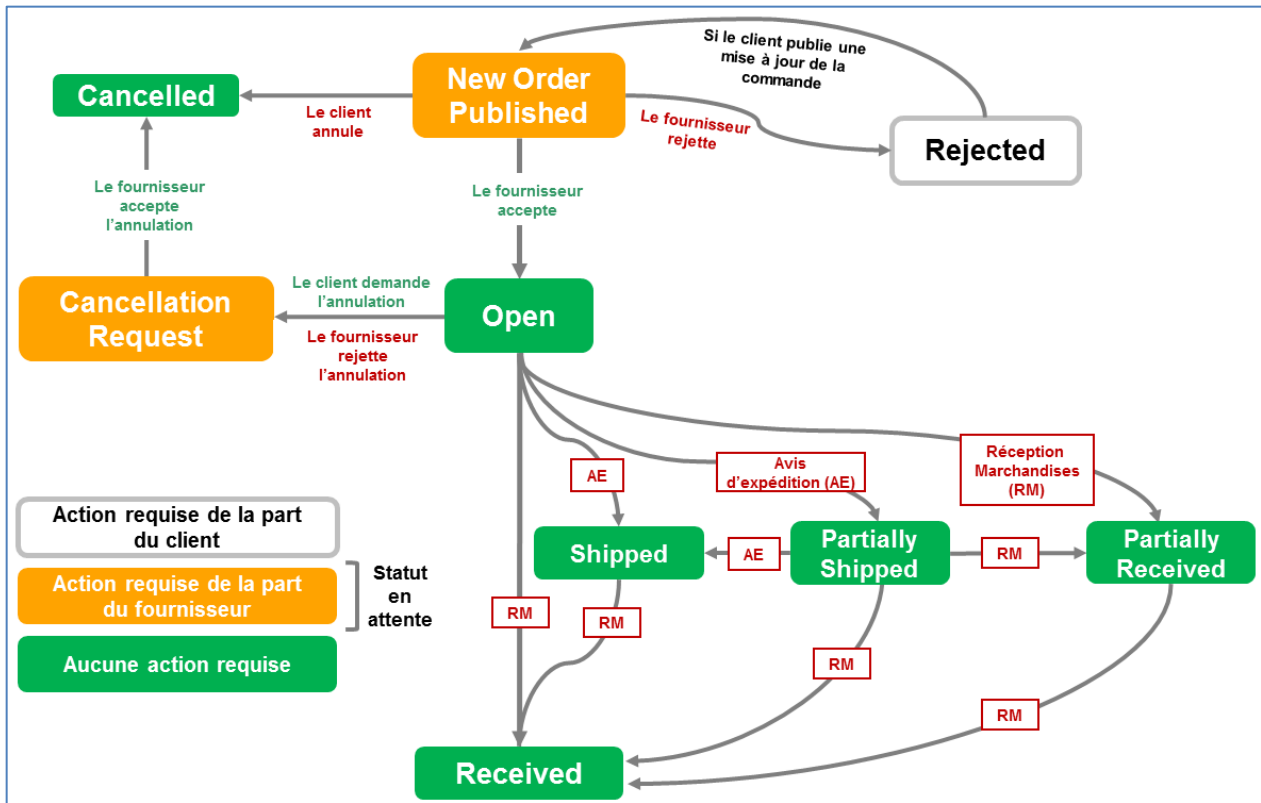 Si le client publie une
mise à jour de la
commande
Cancelled
New Order
Published
Le client
annule
Le fournisseur
rejette
Rejected
Le fournisseur
accepte
l'annulation
Le fournisseur
accepte
Cancellation
Request
Le client demande
l'annulation
Le fournisseur
rejette
l'annulation
Open
AE
Avis
d'expédition (AE)
Réception
Marchandises
(RM)
Action requise de la part
du client
Action requise de la part
du fournisseur
Statut
en
attente
Aucune action requise
Shipped
AE
Partially
Shipped
RM
Partially
Received
RM
RM
RM
RM
Received